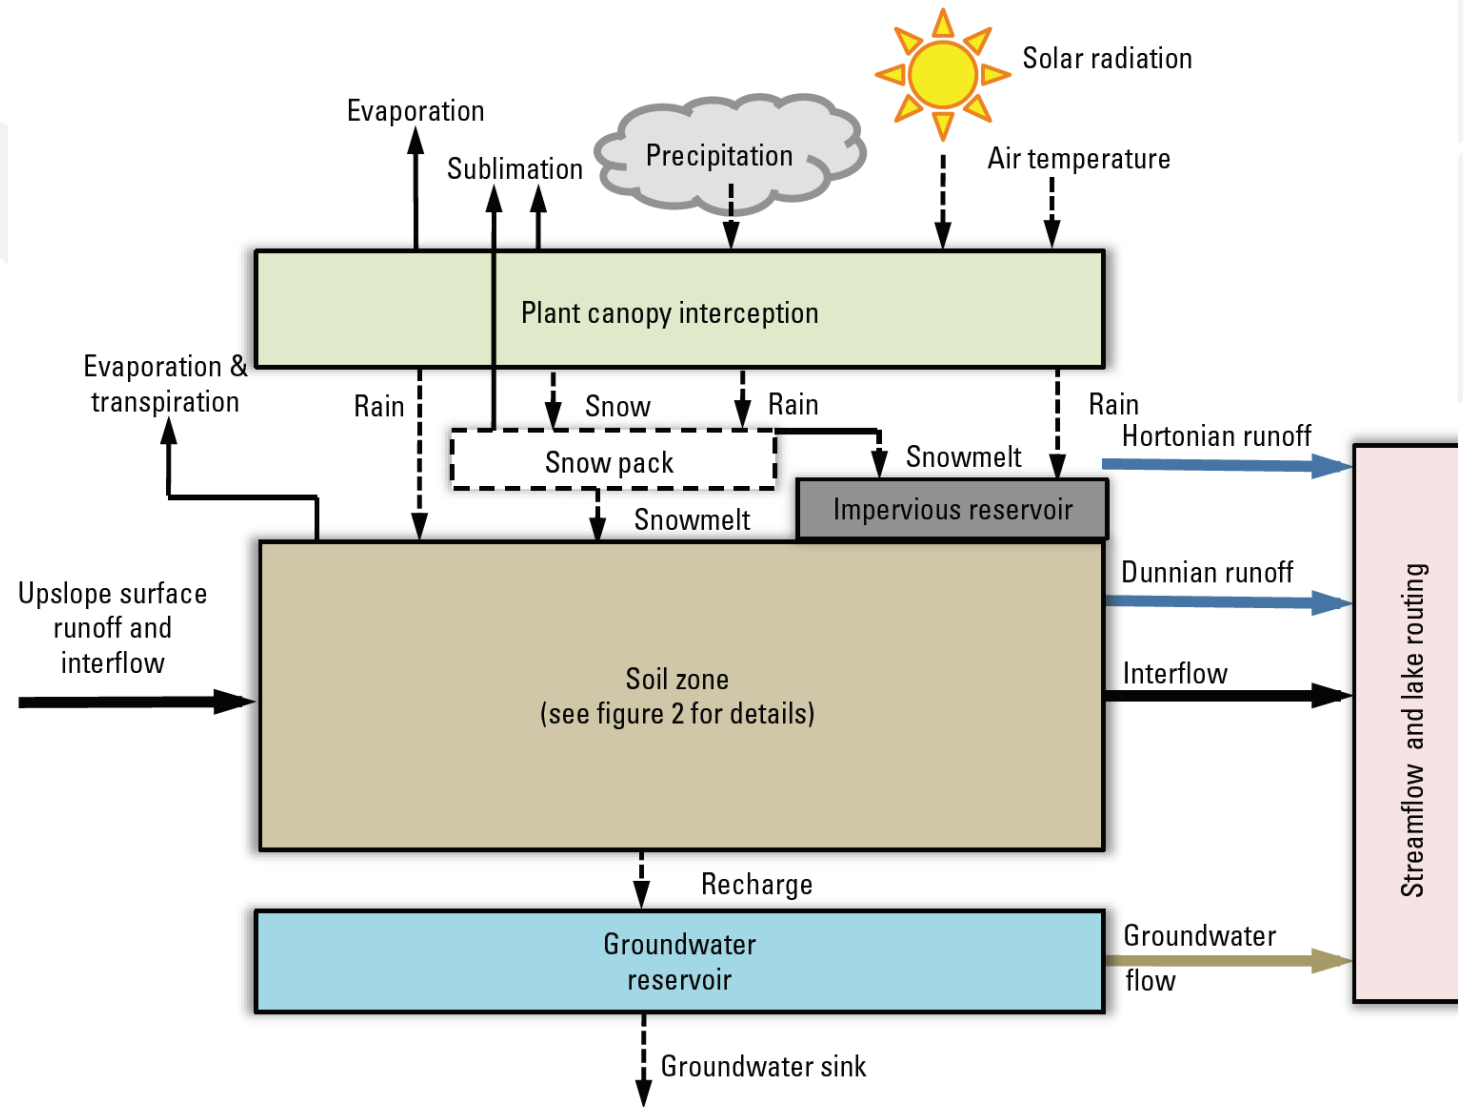 Solar radiation
Evaporation
Precipitation
Air temperature
Sublimation
Plant canopy interception
Evaporation &
transpiration
Rain
Snow
Rain
Rain
Hortonian runoff
Snow pack
Snowmelt
Impervious reservoir
Snowmelt
Dunnian runoff
Upslope surface
runoff and
interflow
Interflow
Soil zone
(see figure 2 for details)
Streamflow and lake routing
Recharge
Groundwater
reservoir
Groundwater
flow
Groundwater sink